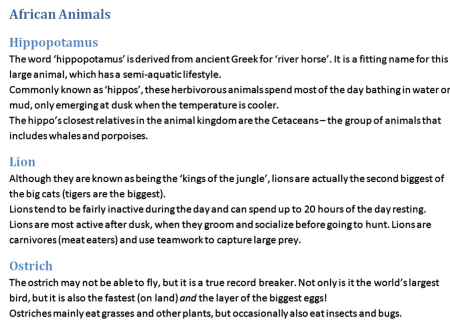 African Animals
Hippopotamus
The word ‘hippopotamus’ is derived from ancient Greek for ‘river horse’. It is a fitting name for this
large animal, which has a semi-aquatic lifestyle.
Commonly known as ‘hippos’, these herbivorous animals spend most of the day bathing in water or
mud, only emerging at dusk when the temperature is cooler.
The hippo’s closest relatives in the animal kingdom are the Cetaceans – the group of animals that
includes whales and porpoises.
Lion
Although they are known as being the ‘kings of the jungle’, lions are actually the second biggest of
the big cats (tigers are the biggest).
Lions tend to be fairly inactive during the day and can spend up to 20 hours of the day resting.
Lions are most active after dusk, when they groom and socialize before going to hunt. Lions are
carnivores (meat eaters) and use teamwork to capture large prey.
Ostrich
The ostrich may not be able to fly, but it is a true record breaker. Not only is it the world’s largest
bird, but it is also the fastest (on land) and the layer of the biggest eggs!
Ostriches mainly eat grasses and other plants, but occasionally also eat insects and bugs.